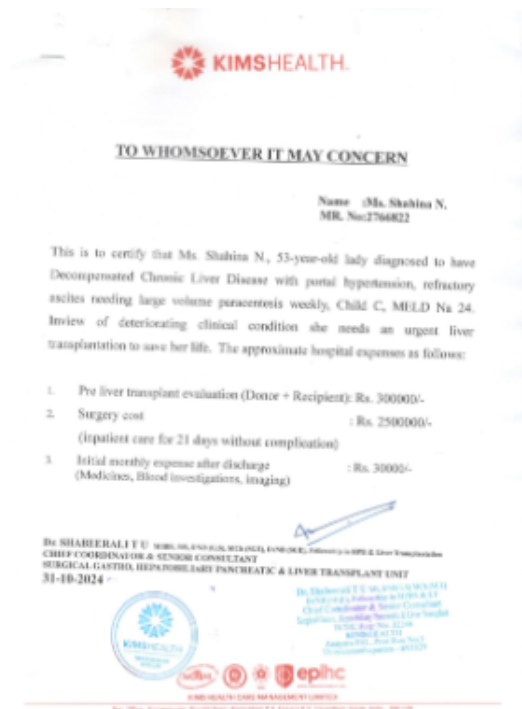 KIMSHEALTH.
TO WHOMSOEVER IT MAY CONCERN
Name :Ms. Shahina N.
MR. No:2766822
This is to certify that Ms. Shahina N., 53-year-old lady diagnosed to have
Decompensated Chronic Liver Disease with portal hypertension, refractory
ascites needing large volume paracentesis weekly, Child C, MELD Na 24.
Inview of deteriorating clinical condition she needs an urgent liver
transplantation to save her life. The approximate hospital expenses as follows:
1. Pre liver transplant evaluation (Donor + Recipient): Rs. 300000/-
2. Surgery cost : Rs. 2500000/-
(inpatient care for 21 days without complication)
3. Initial monthly expense after discharge : Rs. 30000/-
(Medicines, Blood investigations, imaging)
Dr SHABEERALI T U
CHIEF COORDINATOR & SENIOR CONSULTANT
SURGICAL GASTRO, HEPATOBILIARY PANCREATIC & LIVER TRANSPLANT UNIT
31-10-2024
KIMSHEALTH
epihc
KIMSHEALTH CARE MANAGEMENT LIMITED